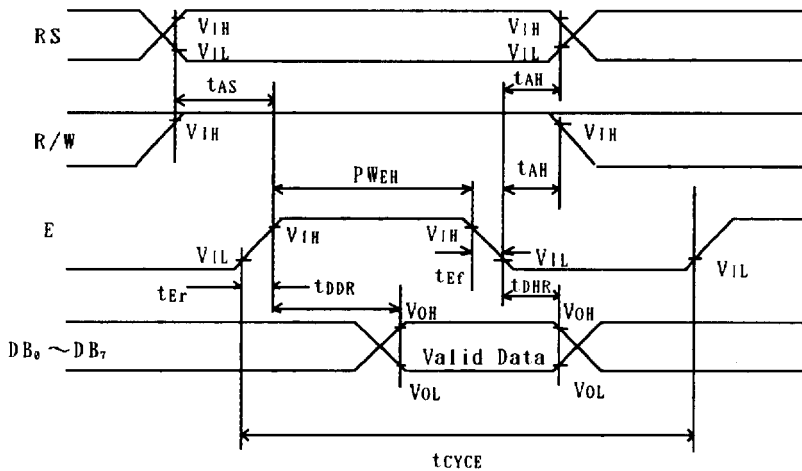 RS VIH VIH
VIL VIL
tAS tAH
R/W VIH VIH
PWEH tAH
E VIH VIH
VIL VIL VIL
tEr tDDR tEf tDHR
VOH VOH
DB₀ ~DB₇ Valid Data
VOL VOL
tCYCE